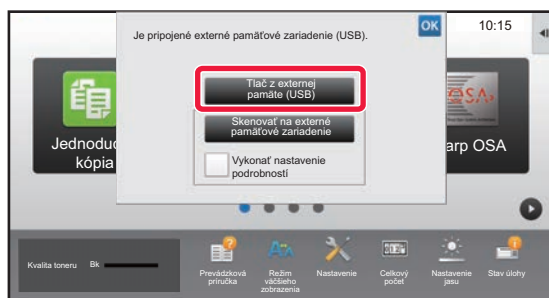 Je pripojené externé pamäťové zariadenie (USB).
OK
10:15
Tlač z externej
pamäte (USB)
Skenovať na externé
pamäťové zariadenie
Vykonať nastavenie
podrobností
Jednoduc
kópia
arp OSA
Kvalita toneru
Bk
Prevádzková
príručka
Režim
väčšieho
zobrazenia
Nastavenie
Celkový
počet
Nastavenie
jasu
Stav úlohy